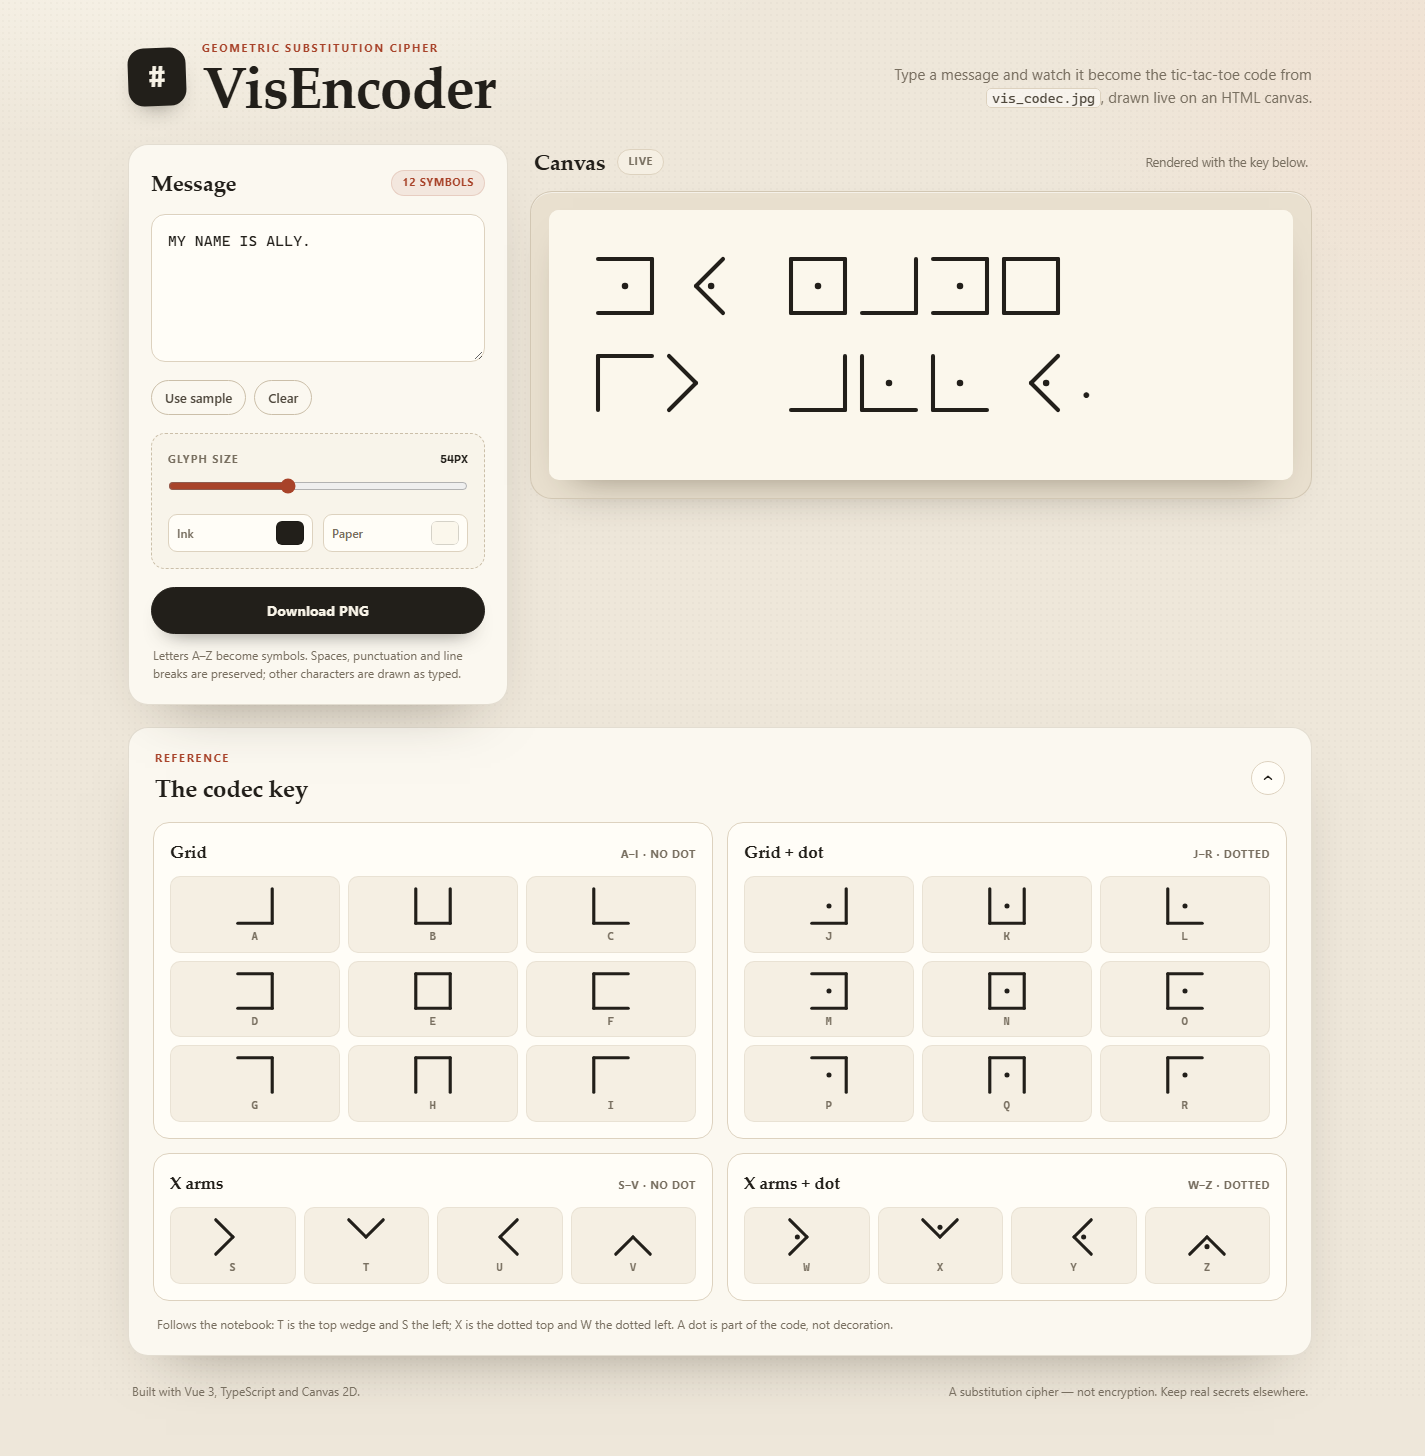 #
GEOMETRIC SUBSTITUTION CIPHER
VisEncoder
Type a message and watch it become the tic-tac-toe code from
vis_codec.jpg, drawn live on an HTML canvas.
Message
12 SYMBOLS
MY NAME IS ALLY.
Use sample
Clear
GLYPH SIZE
54PX
Ink
Paper
Download PNG
Letters A–Z become symbols. Spaces, punctuation and line
breaks are preserved; other characters are drawn as typed.
Canvas
LIVE
Rendered with the key below.
.
REFERENCE
The codec key
Grid
A–I · NO DOT
A B C
D E F
G H I
Grid + dot
J–R · DOTTED
J K L
M N O
P Q R
X arms
S–V · NO DOT
S T U V
X arms + dot
W–Z · DOTTED
W X Y Z
Follows the notebook: T is the top wedge and S the left; X is the dotted top and W the dotted left. A dot is part of the code, not decoration.
Built with Vue 3, TypeScript and Canvas 2D.
A substitution cipher — not encryption. Keep real secrets elsewhere.